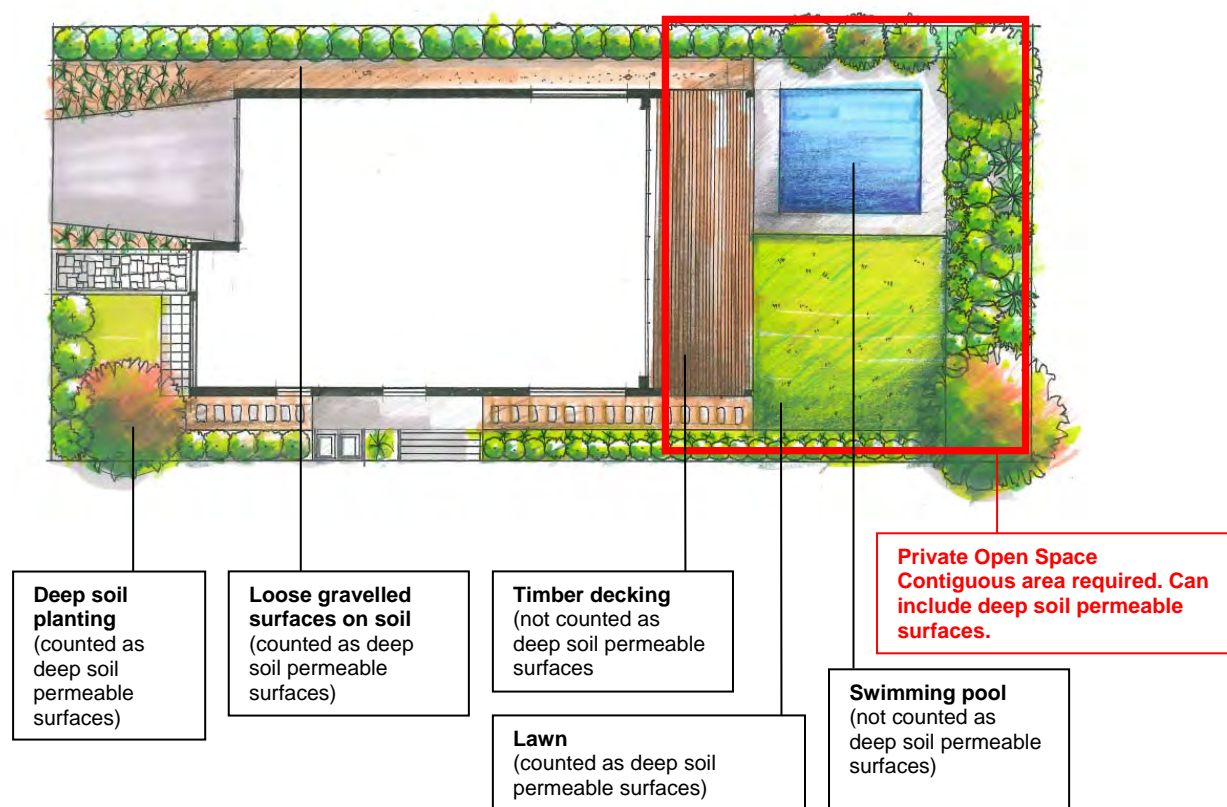 Deep soil
planting
(counted as
deep soil
permeable
surfaces)
Loose gravelled
surfaces on soil
(counted as deep
soil permeable
surfaces)
Timber decking
(not counted as
deep soil permeable
surfaces
Lawn
(counted as deep soil
permeable surfaces)
Private Open Space
Contiguous area required. Can
include deep soil permeable
surfaces.
Swimming pool
(not counted as
deep soil permeable
surfaces)